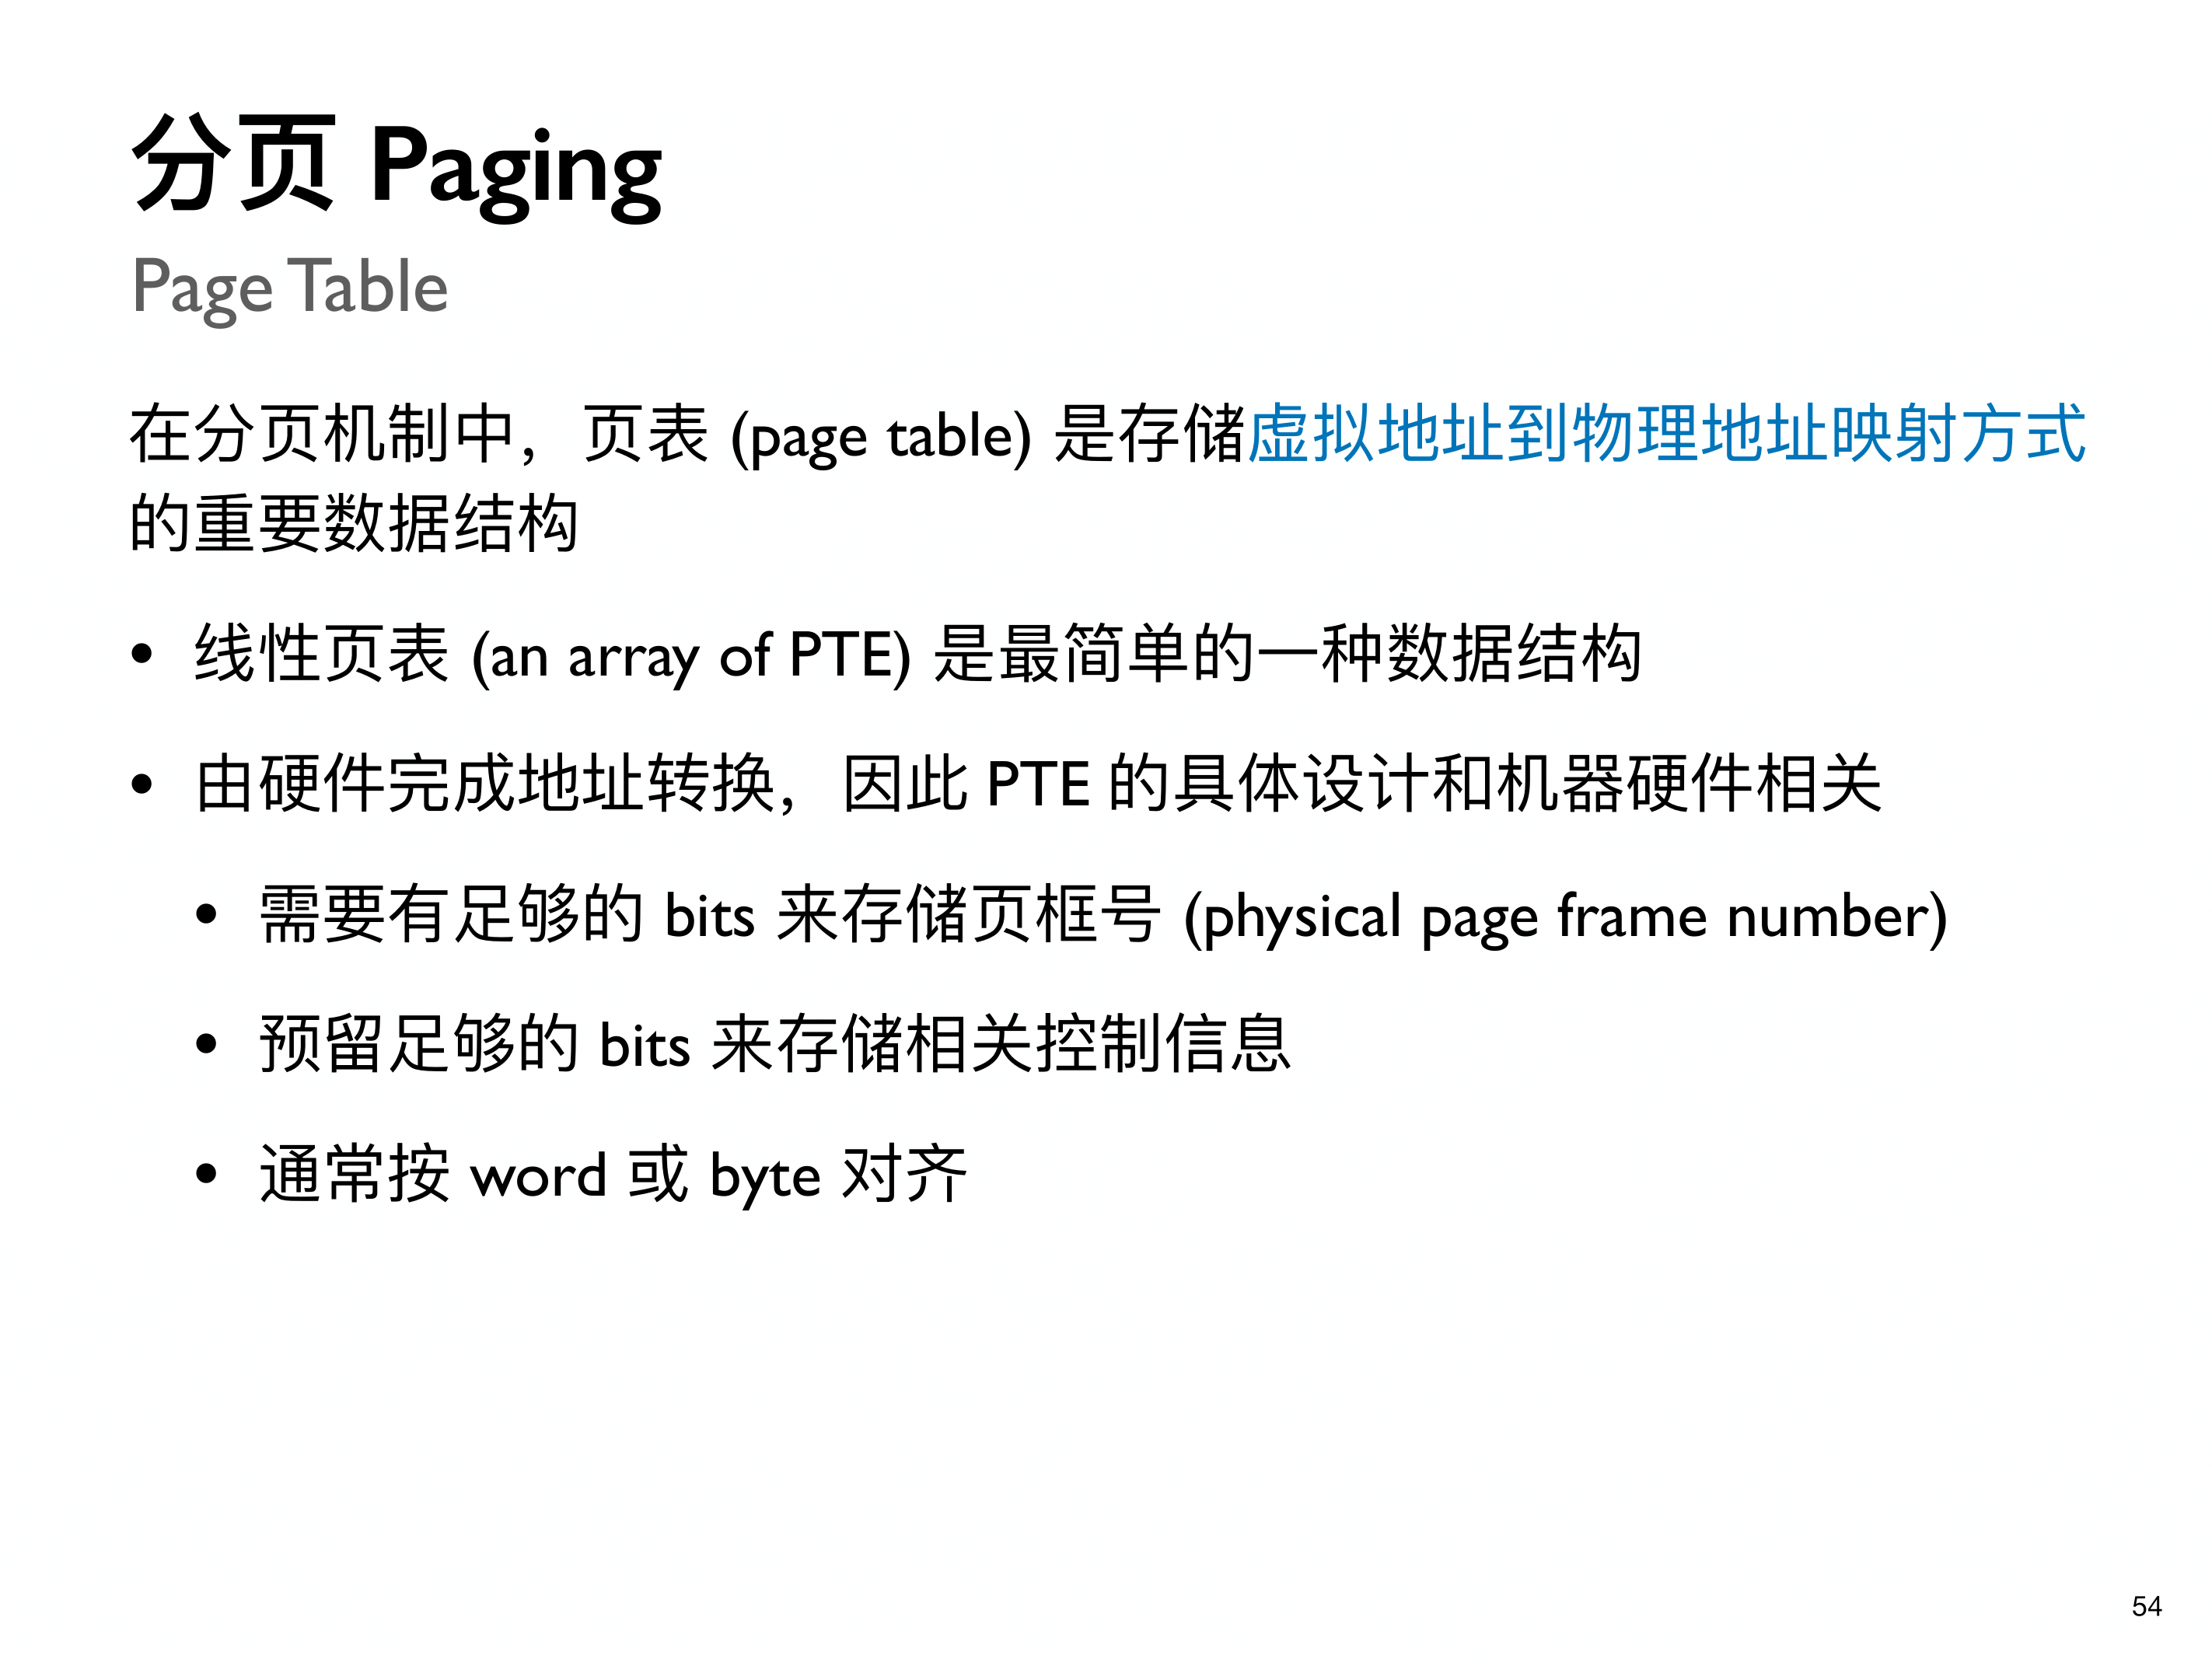 分页 Paging
Page Table
在分页机制中，页表 (page table) 是存储虚拟地址到物理地址映射方式
的重要数据结构
• 线性页表 (an array of PTE) 是最简单的一种数据结构
• 由硬件完成地址转换，因此 PTE 的具体设计和机器硬件相关
• 需要有足够的 bits 来存储页框号 (physical page frame number)
• 预留足够的 bits 来存储相关控制信息
• 通常按 word 或 byte 对齐
54